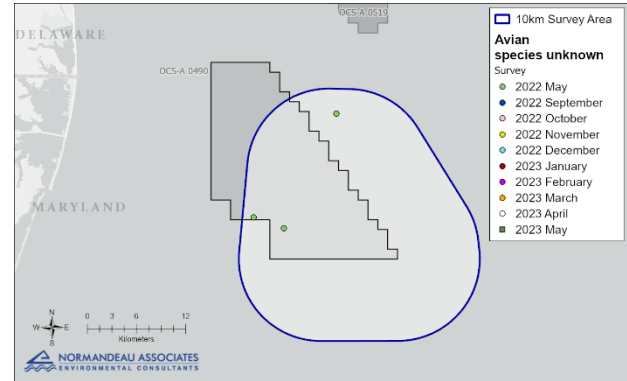 OCS-A 0519
DELAWARE
OCS-A 0490
MARYLAND
10km Survey Area
Avian
species unknown
Survey
2022 May
2022 September
2022 October
2022 November
2022 December
2023 January
2023 February
2023 March
2023 April
2023 May
N
W E
S
0 3 6 12
Kilometers
NORMANDEAU ASSOCIATES
ENVIRONMENTAL CONSULTANTS